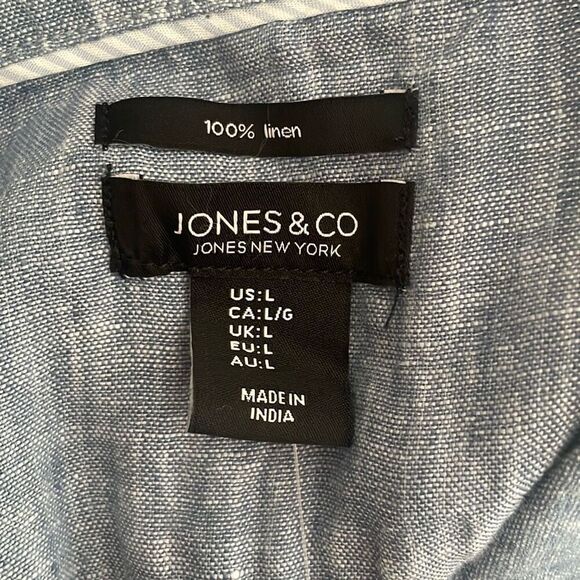 100% linen
JONES & CO
JONES NEW YORK
US:L
CA:L/G
UK:L
EU:L
AU:L
MADE IN
INDIA